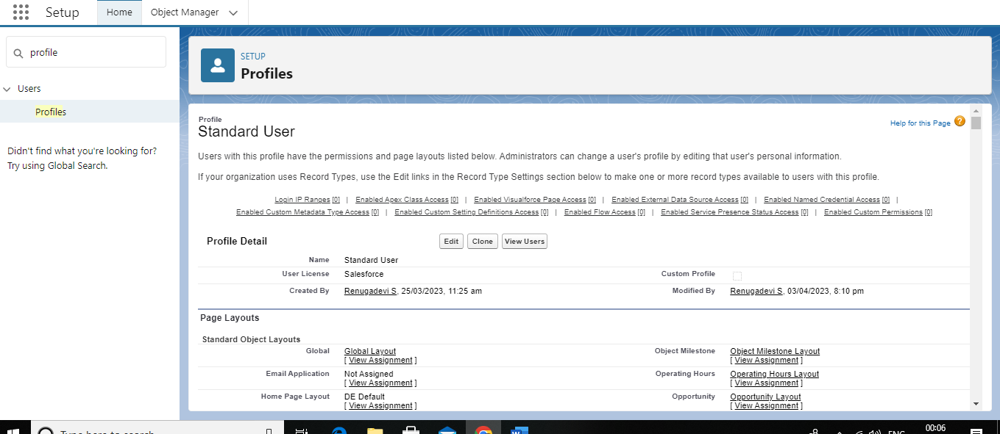 Setup Home Object Manager
profile
Users
Profiles
Didn't find what you're looking for?
Try using Global Search.
SETUP
Profiles
Profile
Standard User
Help for this Page ?
Users with this profile have the permissions and page layouts listed below. Administrators can change a user's profile by editing that user's personal information.
If your organization uses Record Types, use the Edit links in the Record Type Settings section below to make one or more record types available to users with this profile.
Login IP Ranges [0] | Enabled Apex Class Access [0] | Enabled Visualforce Page Access [0] | Enabled External Data Source Access [0] | Enabled Named Credential Access [0] |
Enabled Custom Metadata Type Access [0] | Enabled Custom Setting Definitions Access [0] | Enabled Flow Access [0] | Enabled Service Presence Status Access [0] | Enabled Custom Permissions [0]
Profile Detail Edit Clone View Users
Name Standard User
User License Salesforce Custom Profile
Created By Renugadevi S, 25/03/2023, 11:25 am Modified By Renugadevi S, 03/04/2023, 8:10 pm
Page Layouts
Standard Object Layouts
Global Global Layout Object Milestone Object Milestone Layout
[ View Assignment ] [ View Assignment ]
Email Application Not Assigned Operating Hours Operating Hours Layout
[ View Assignment ] [ View Assignment ]
Home Page Layout DE Default Opportunity Opportunity Layout
[ View Assignment ] [ View Assignment ]
Type here to search ENG 00:06